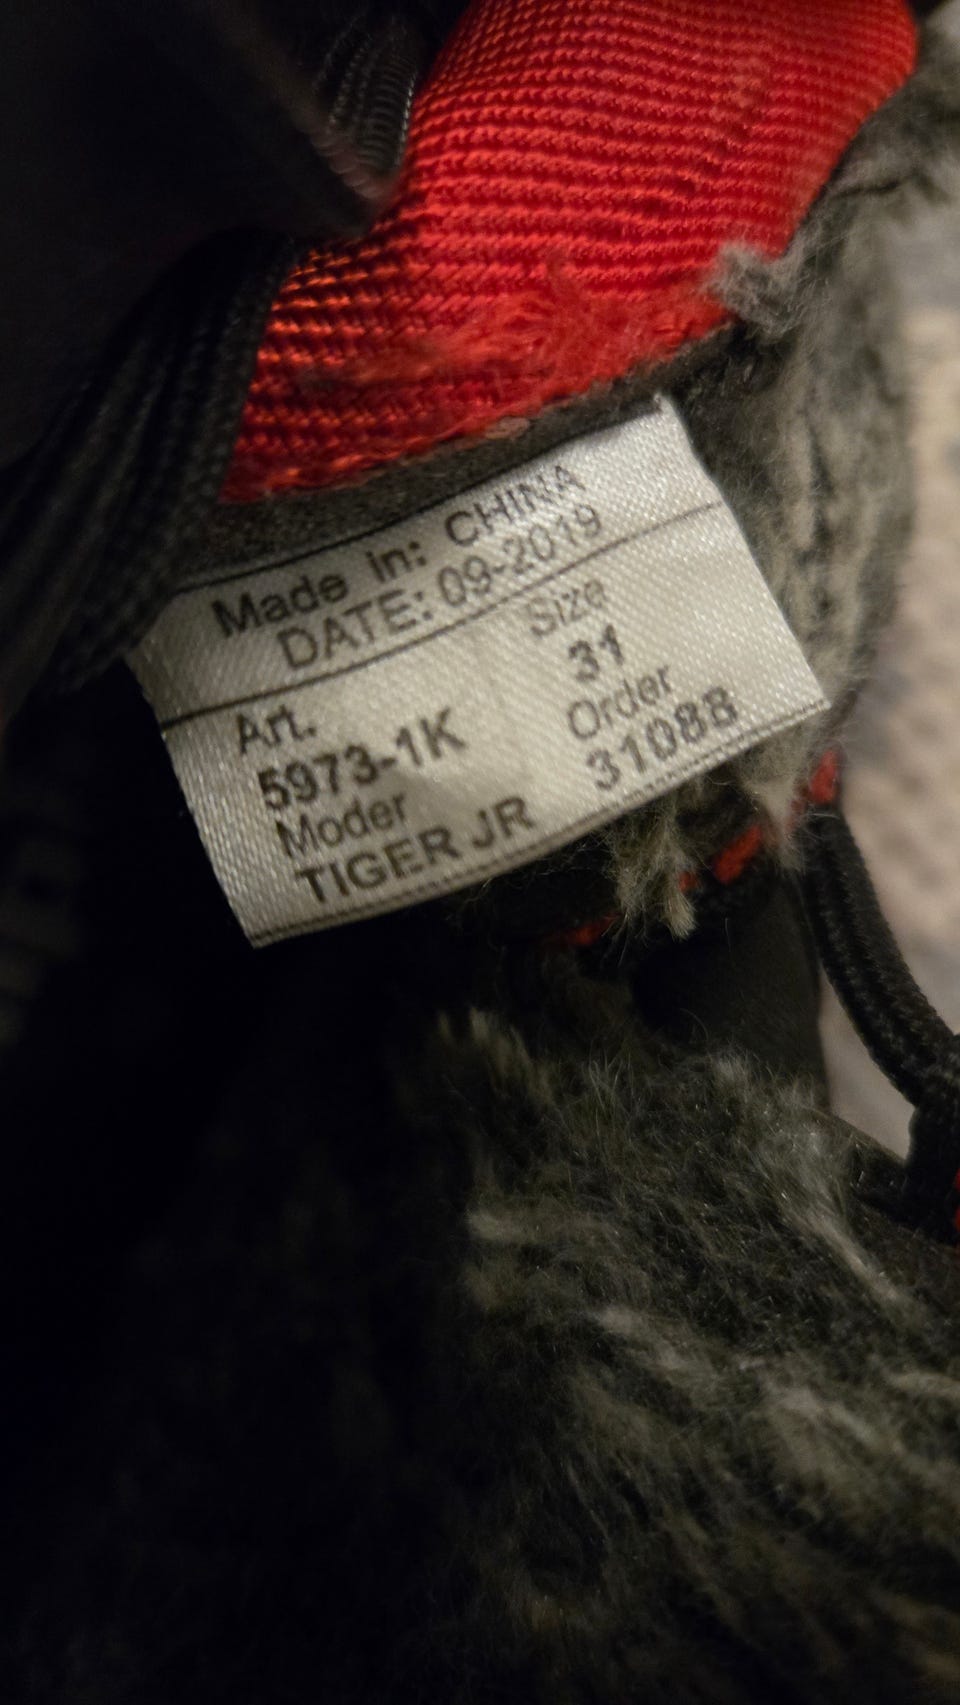 Made in: CHINA
DATE: 09-2019
Art.
5973-1K
Moder
TIGER JR
Size
31
Order
31088